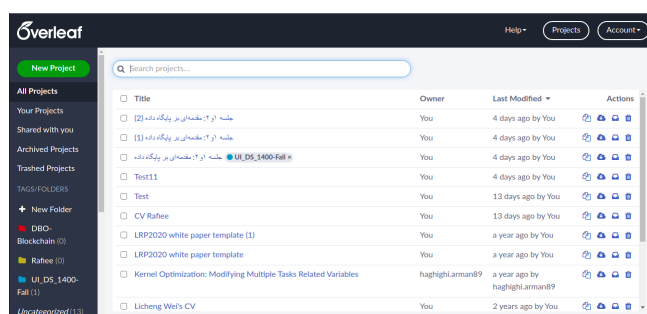 Overleaf
Help
Projects
Account
New Project
Search projects...
All Projects
Your Projects
Shared with you
Archived Projects
Trashed Projects
TAGS/FOLDERS
+ New Folder
DBO-
Blockchain (0)
Rafiee (0)
UI_DS_1400-
Fall (1)
Uncategorized (13)
Title Owner Last Modified Actions
جلسه ۱و ۲: مقدمه‌ای بر پایگاه داده (2) You 4 days ago by You
جلسه ۱و ۲: مقدمه‌ای بر پایگاه داده (1) You 4 days ago by You
جلسه ۱و ۲: مقدمه‌ای بر پایگاه داده UI_DS_1400-Fall × You 4 days ago by You
Test11 You 4 days ago by You
Test You 13 days ago by You
CV Rafiee You 13 days ago by You
LRP2020 white paper template (1) You a year ago by You
LRP2020 white paper template You a year ago by You
Kernel Optimization: Modifying Multiple Tasks Related Variables haghighi.arman89 a year ago by
haghighi.arman89
Licheng Wei's CV You 2 years ago by You